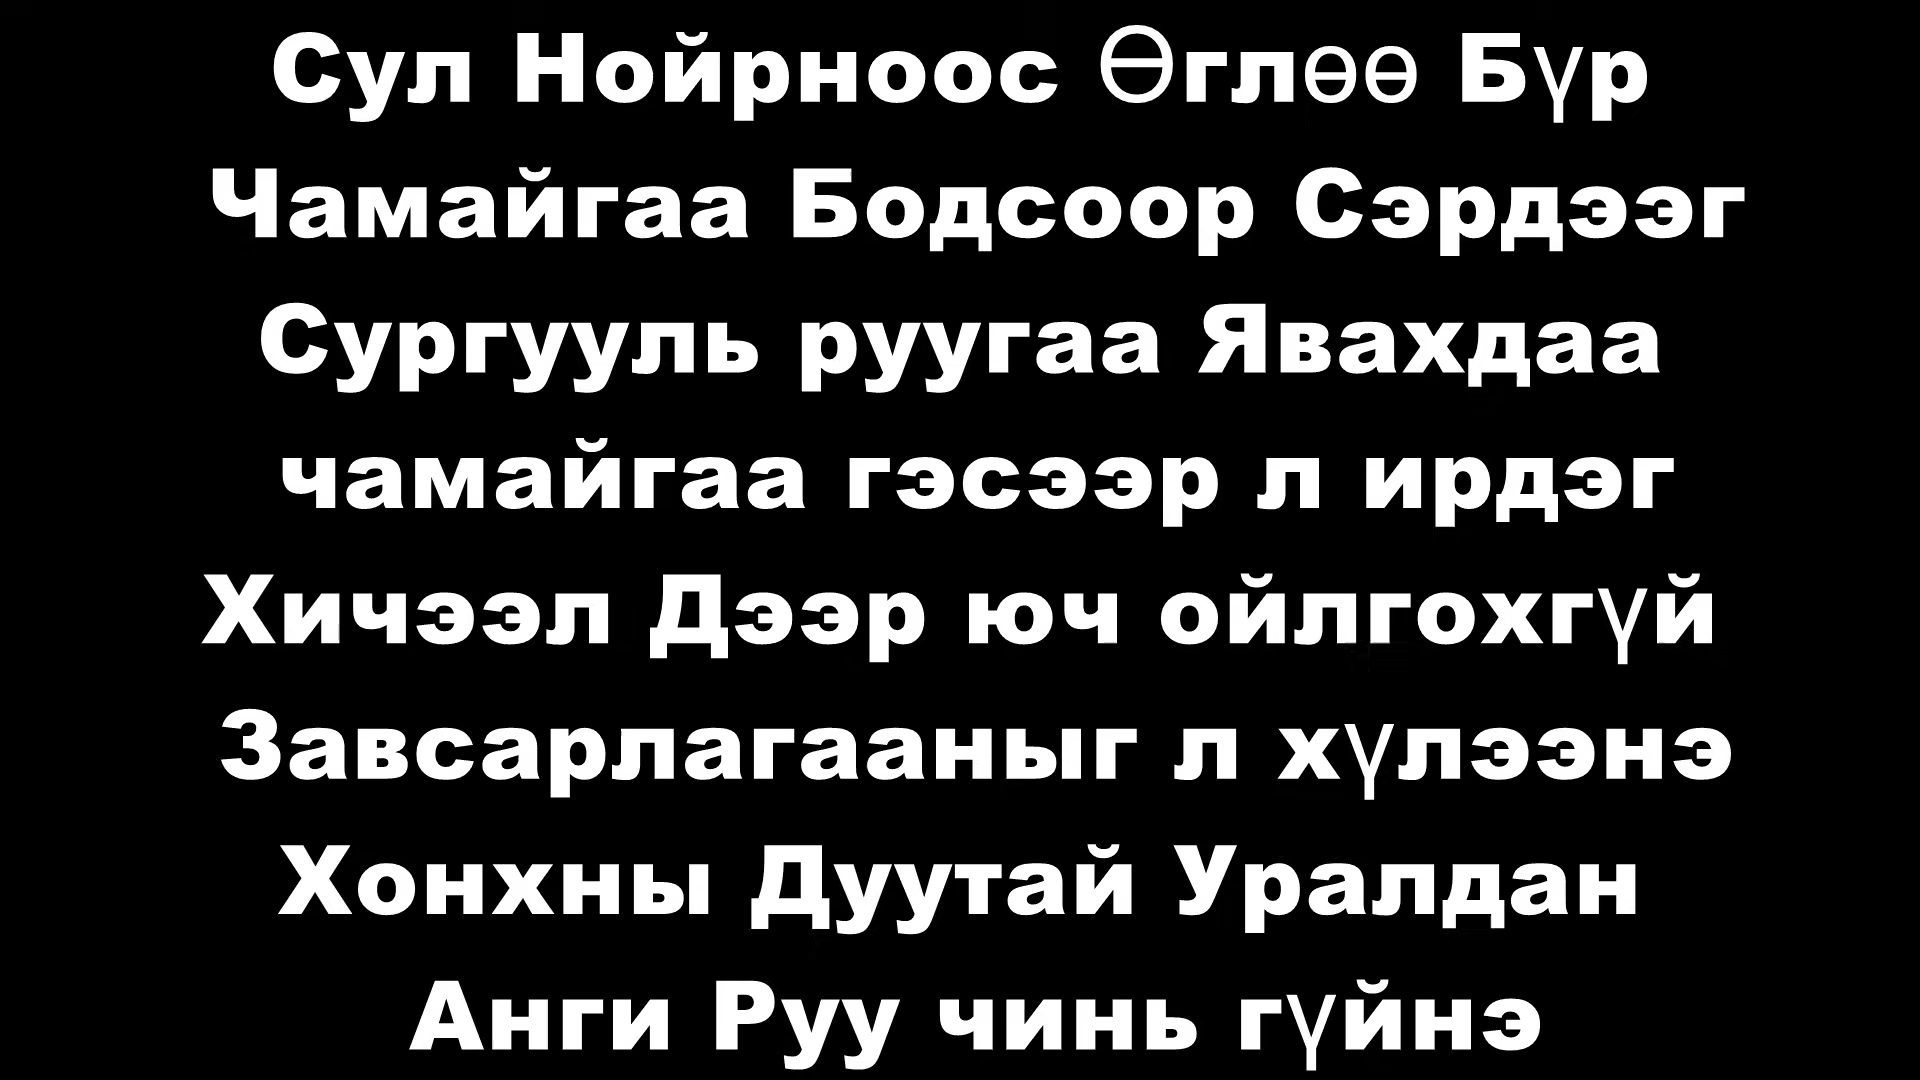 Сул Нойрноос Өглөө Бүр
Чамайгаа Бодсоор Сэрдээг
Сургууль руугаа Явахдаа
чамайгаа гэсээр л ирдэг
Хичээл Дээр юч ойлгохгүй
Завсарлагааныг л хүлээнэ
Хонхны Дуутай Уралдан
Анги Руу чинь гүйнэ